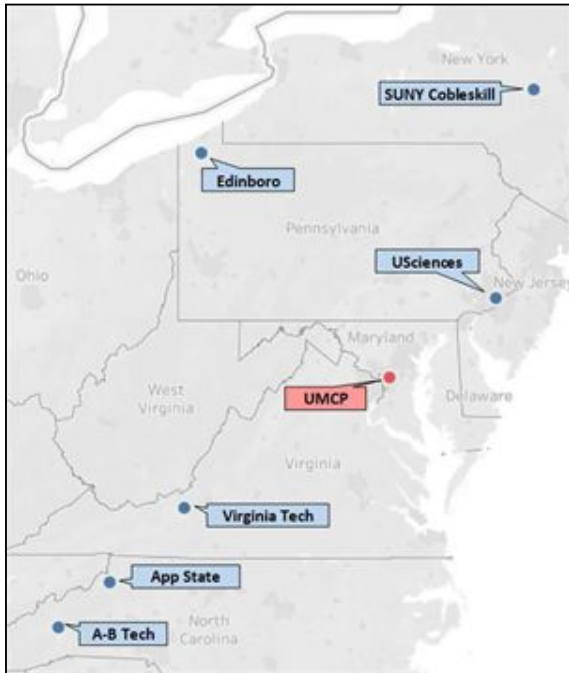 New York
SUNY Cobleskill
Edinboro
Pennsylvania
USciences
Ohio
New Jersey
Maryland
West
Virginia
UMCP
Delaware
Virginia
Virginia Tech
App State
North
Carolina
A-B Tech